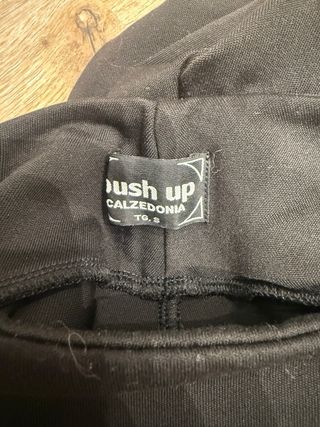 push up
CALZEDONIA
TG. S